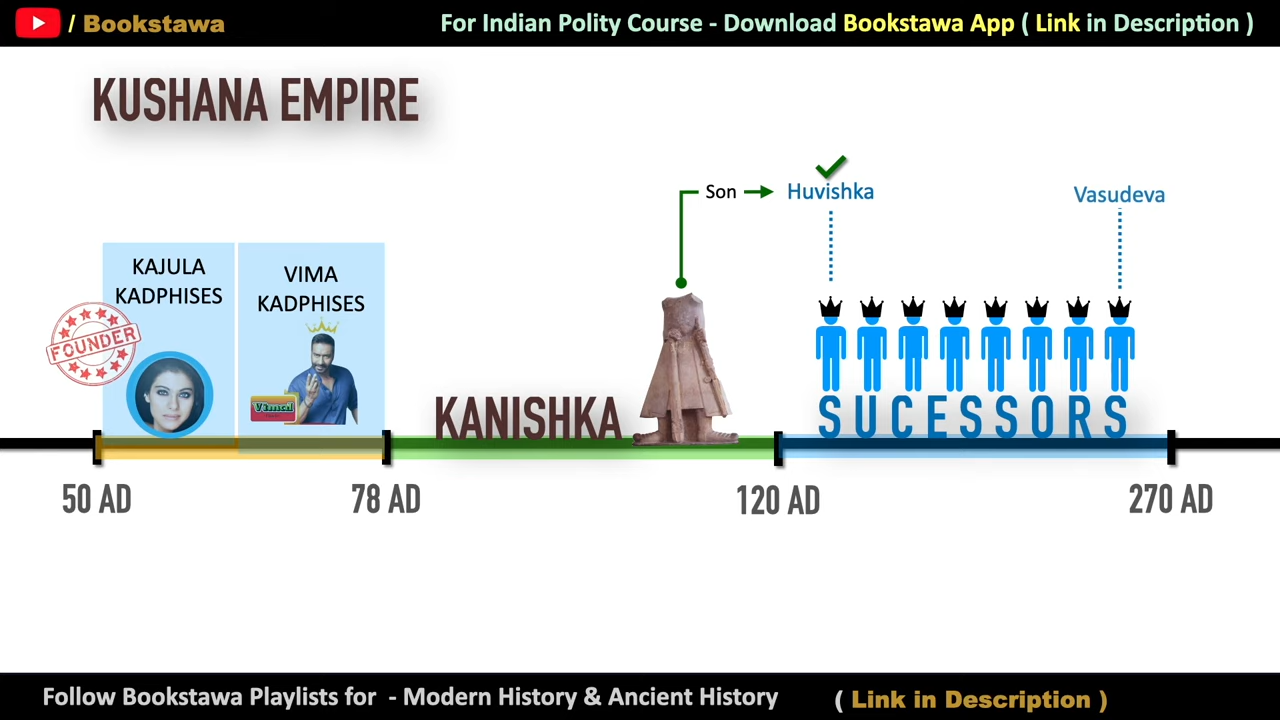 / Bookstawa
For Indian Polity Course - Download Bookstawa App ( Link in Description )
KUSHANA EMPIRE
Son
Huvishka
Vasudeva
KAJULA
KADPHISES
VIMA
KADPHISES
FOUNDER
Vimal
KANISHKA
SUCESSORS
50 AD
78 AD
120 AD
270 AD
Follow Bookstawa Playlists for - Modern History & Ancient History
( Link in Description )